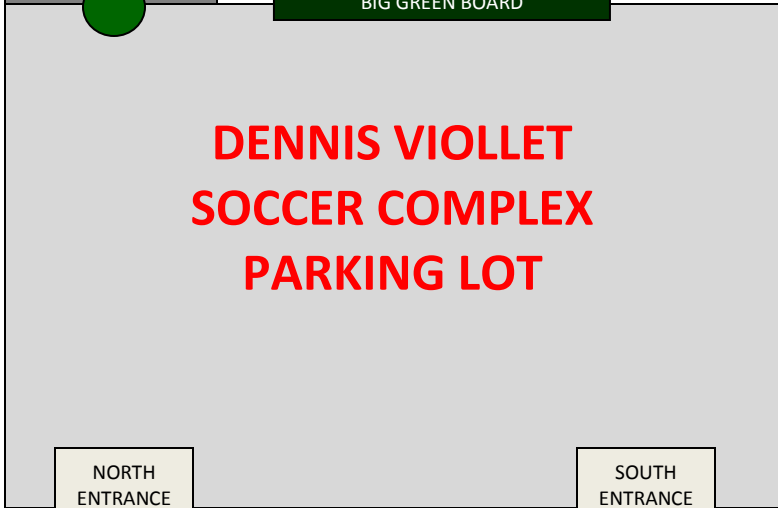 BIG GREEN BOARD
DENNIS VIOLLET
SOCCER COMPLEX
PARKING LOT
NORTH
ENTRANCE
SOUTH
ENTRANCE